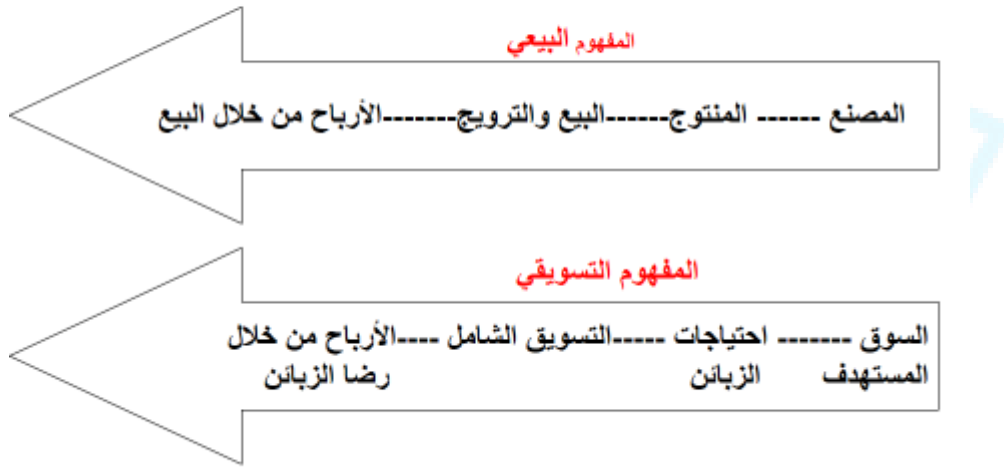 المفهوم البيعي
المصنع ------ المنتوج------البيع والترويج-------الأرباح من خلال البيع
المفهوم التسويقي
السوق ------- احتياجات -----التسويق الشامل ----الأرباح من خلال
المستهدف الزبائن رضا الزبائن